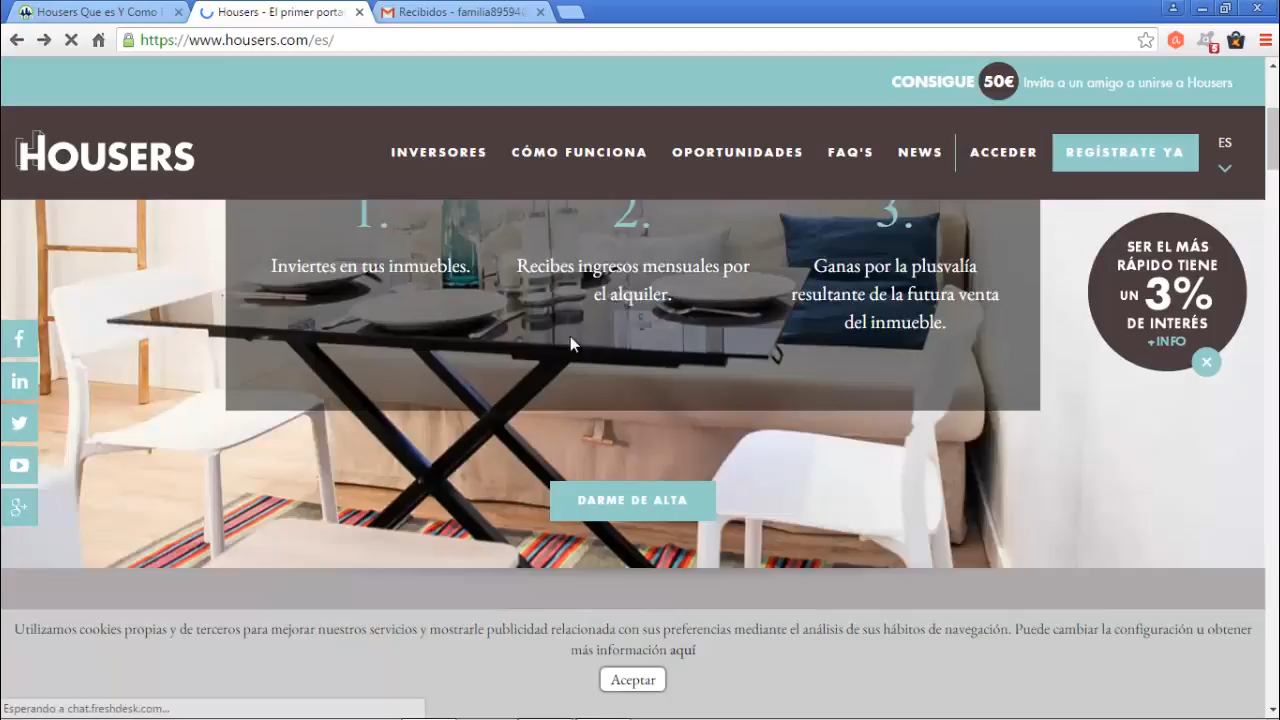 Housers Que es Y Como
Housers - El primer porta
Recibidos - familia89594
https://www.housers.com/es/
CONSIGUE 50€ Invita a un amigo a unirse a Housers
HOUSERS
INVERSORES
CÓMO FUNCIONA
OPORTUNIDADES
FAQ'S
NEWS
ACCEDER
REGÍSTRATE YA
ES
1.
Inviertes en tus inmuebles.
2.
Recibes ingresos mensuales por
el alquiler.
3.
Ganas por la plusvalía
resultante de la futura venta
del inmueble.
SER EL MÁS
RÁPIDO TIENE
UN 3%
DE INTERÉS
+INFO
DARME DE ALTA
Utilizamos cookies propias y de terceros para mejorar nuestros servicios y mostrarle publicidad relacionada con sus preferencias mediante el análisis de sus hábitos de navegación. Puede cambiar la configuración u obtener
más información aquí
Aceptar
Esperando a chat.freshdesk.com...